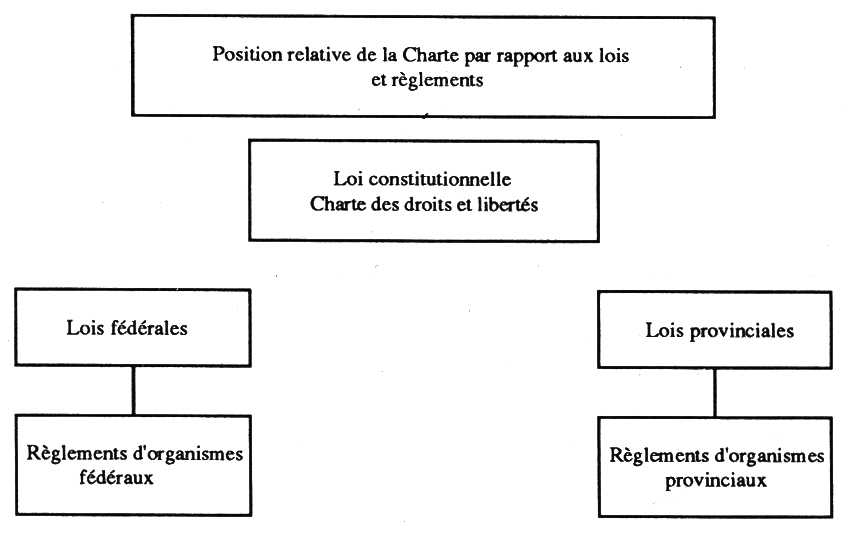 Position relative de la Charte par rapport aux lois
et règlements
Loi constitutionnelle
Charte des droits et libertés
Lois fédérales
Lois provinciales
Règlements d'organismes
fédéraux
Règlements d'organismes
provinciaux